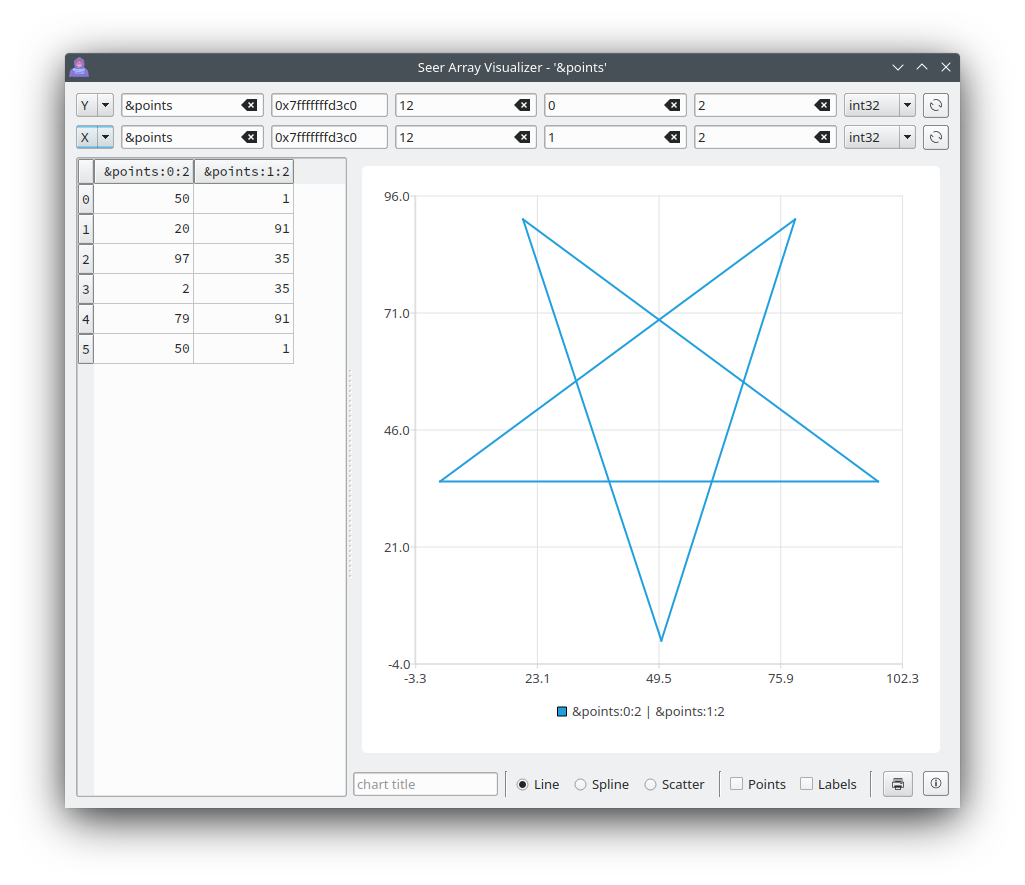 Seer Array Visualizer - '&points'
Y &points 0x7fffffffd3c0 12 0 2 int32
X &points 0x7fffffffd3c0 12 1 2 int32
&points:0:2 &points:1:2
0 50 1
1 20 91
2 97 35
3 2 35
4 79 91
5 50 1
96.0
71.0
46.0
21.0
-4.0
-3.3 23.1 49.5 75.9 102.3
&points:0:2 | &points:1:2
chart title Line Spline Scatter Points Labels